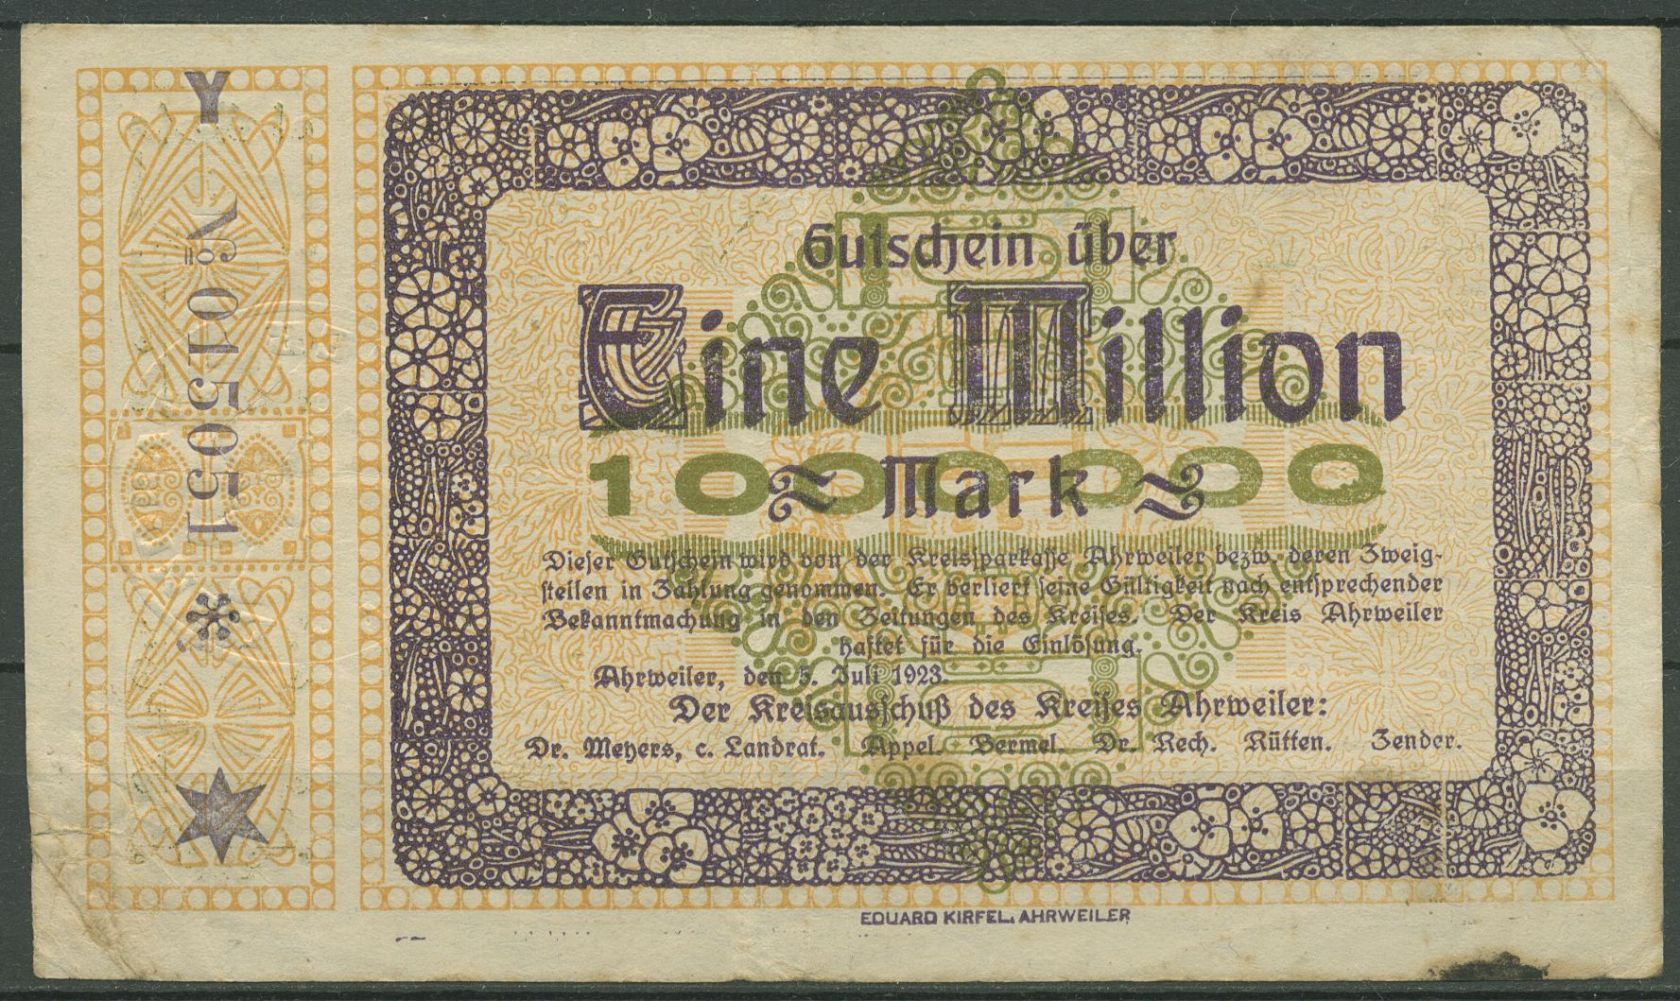 Y
№ 015051
Gutschein über
Eine Million
1000000
Mark
Dieser Gutschein wird von der Kreissparkasse Ahrweiler bezw. deren Zweig-
stellen in Zahlung genommen. Er verliert seine Gültigkeit nach entsprechender
Bekanntmachung in den Zeitungen des Kreises. Der Kreis Ahrweiler
haftet für die Einlösung.
Ahrweiler, den 5. Juli 1923.
Der Kreisausschuß des Kreises Ahrweiler:
Dr. Meyers, c. Landrat. Appel. Bermel. Dr. Rech. Rütten. Zender.
EDUARD KIRFEL, AHRWEILER